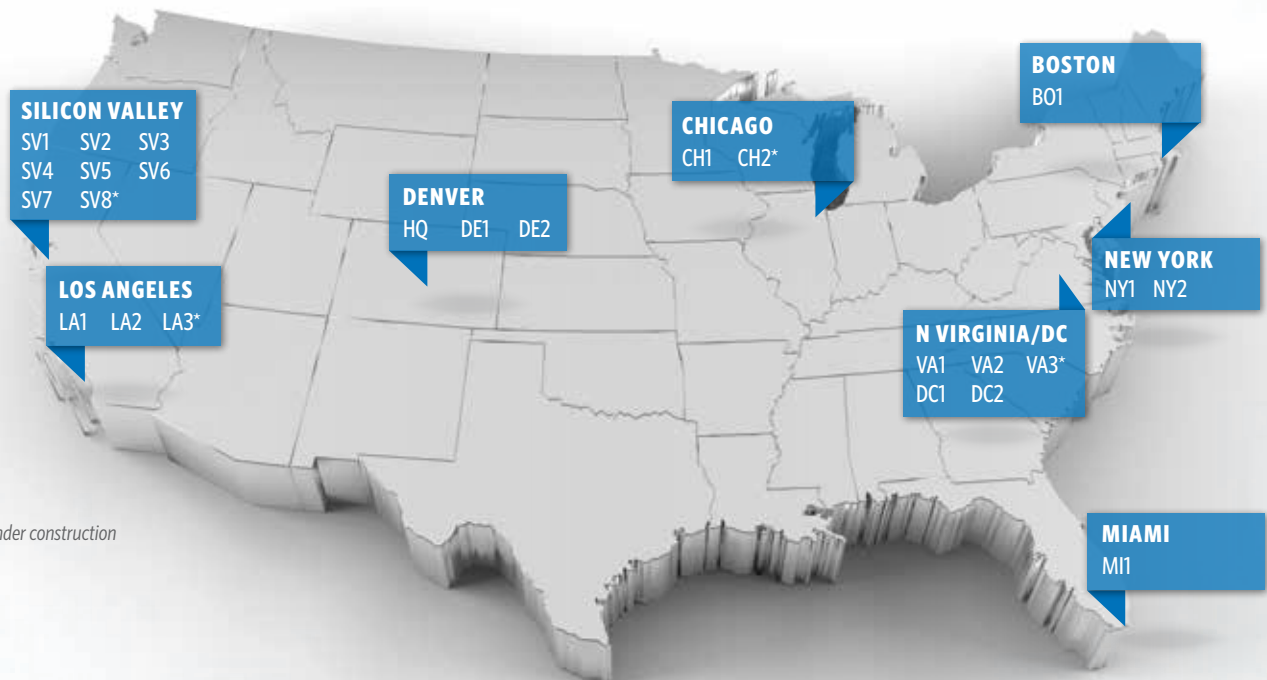 BOSTON
BO1
SILICON VALLEY
SV1 SV2 SV3
SV4 SV5 SV6
SV7 SV8*
CHICAGO
CH1 CH2*
DENVER
HQ DE1 DE2
NEW YORK
NY1 NY2
LOS ANGELES
LA1 LA2 LA3*
N VIRGINIA/DC
VA1 VA2 VA3*
DC1 DC2
construction
MIAMI
MI1